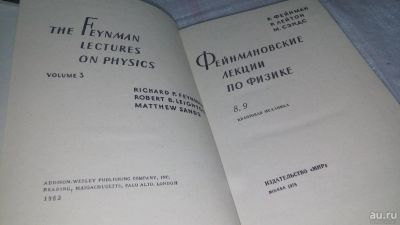 THE FEYNMAN
LECTURES
ON PHYSICS
VOLUME 3
RICHARD P. FEYNMAN
ROBERT B. LEIGHTON
MATTHEW SANDS
ADDISON-WESLEY PUBLISHING COMPANY, INC.
READING, MASSACHUSETTS, PALO ALTO, LONDON
1963
Р. ФЕЙНМАН
Р. ЛЕЙТОН
М. СЭНДС
ФЕЙНМАНОВСКИЕ
ЛЕКЦИИ
ПО ФИЗИКЕ
8, 9
КВАНТОВАЯ МЕХАНИКА
ИЗДАТЕЛЬСТВО «МИР»
МОСКВА 1978
au.ru